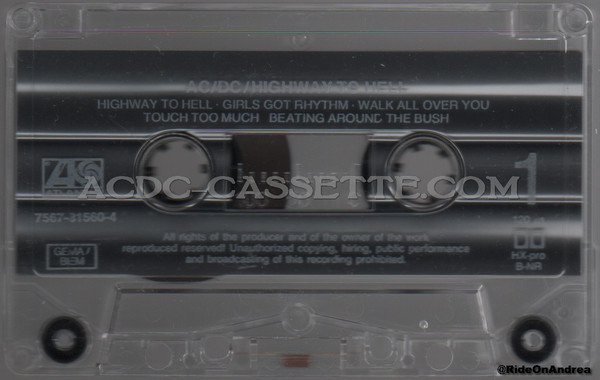 AC/DC/HIGHWAY TO HELL
HIGHWAY TO HELL · GIRLS GOT RHYTHM · WALK ALL OVER YOU
TOUCH TOO MUCH · BEATING AROUND THE BUSH
ATLANTIC
ACDC-CASSETTE.COM
1
7567-81560-4
120 µs
GEMA/
BIEM
All rights of the producer and of the owner of the work
reproduced reserved! Unauthorized copying, hiring, public performance
and broadcasting of this recording prohibited.
HX-pro
B-NR
@RideOnAndrea